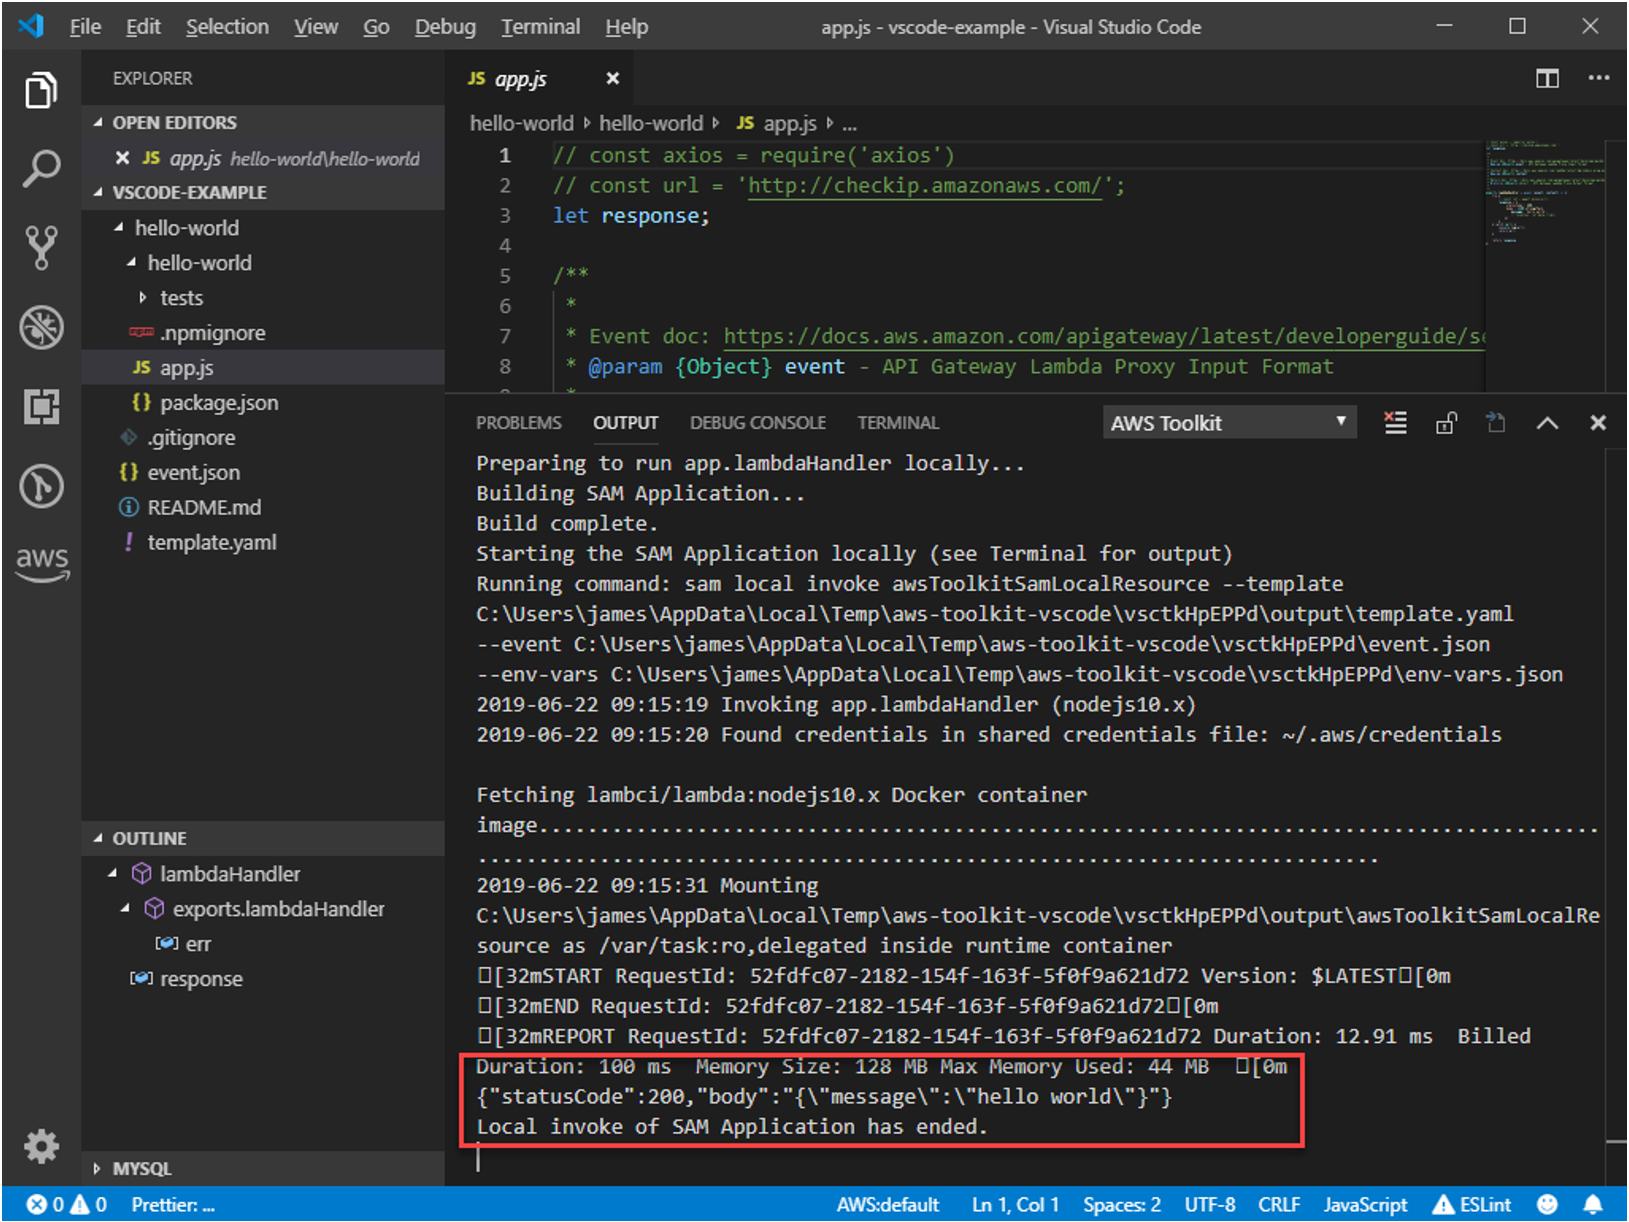 File Edit Selection View Go Debug Terminal Help
app.js - vscode-example - Visual Studio Code
EXPLORER
OPEN EDITORS
JS app.js hello-world\hello-world
VSCODE-EXAMPLE
hello-world
hello-world
tests
npm .npmignore
JS app.js
{} package.json
.gitignore
{} event.json
README.md
! template.yaml
aws
OUTLINE
lambdaHandler
exports.lambdaHandler
err
response
MYSQL
JS app.js
hello-world hello-world JS app.js ...
1 // const axios = require('axios')
2 // const url = 'http://checkip.amazonaws.com/';
3 let response;
4
5 /**
6 *
7 * Event doc: https://docs.aws.amazon.com/apigateway/latest/developerguide/se
8 * @param {Object} event - API Gateway Lambda Proxy Input Format
PROBLEMS OUTPUT DEBUG CONSOLE TERMINAL AWS Toolkit
Preparing to run app.lambdaHandler locally...
Building SAM Application...
Build complete.
Starting the SAM Application locally (see Terminal for output)
Running command: sam local invoke awsToolkitSamLocalResource --template
C:\Users\james\AppData\Local\Temp\aws-toolkit-vscode\vsctkHpEPPd\output\template.yaml
--event C:\Users\james\AppData\Local\Temp\aws-toolkit-vscode\vsctkHpEPPd\event.json
--env-vars C:\Users\james\AppData\Local\Temp\aws-toolkit-vscode\vsctkHpEPPd\env-vars.json
2019-06-22 09:15:19 Invoking app.lambdaHandler (nodejs10.x)
2019-06-22 09:15:20 Found credentials in shared credentials file: ~/.aws/credentials
Fetching lambci/lambda:nodejs10.x Docker container
image.......................................................................................
..........................................................................
2019-06-22 09:15:31 Mounting
C:\Users\james\AppData\Local\Temp\aws-toolkit-vscode\vsctkHpEPPd\output\awsToolkitSamLocalRe
source as /var/task:ro,delegated inside runtime container
□[32mSTART RequestId: 52fdfc07-2182-154f-163f-5f0f9a621d72 Version: $LATEST□[0m
□[32mEND RequestId: 52fdfc07-2182-154f-163f-5f0f9a621d72□[0m
□[32mREPORT RequestId: 52fdfc07-2182-154f-163f-5f0f9a621d72 Duration: 12.91 ms Billed
Duration: 100 ms Memory Size: 128 MB Max Memory Used: 44 MB □[0m
{"statusCode":200,"body":"{\"message\":\"hello world\"}"}
Local invoke of SAM Application has ended.
0 0 Prettier: ... AWS:default Ln 1, Col 1 Spaces: 2 UTF-8 CRLF JavaScript ESLint